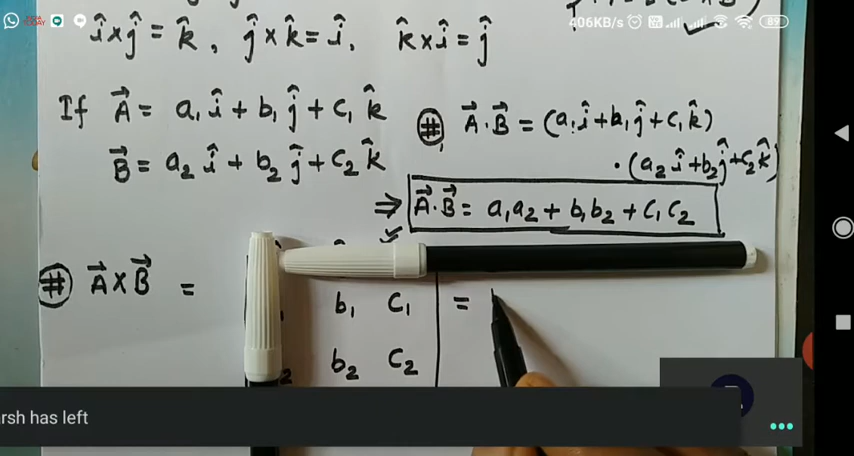 406KB/s 89
î x ĵ = k̂, ĵ x k̂ = î, k̂ x î = ĵ
If A⃗ = a₁î + b₁ĵ + c₁k̂
B⃗ = a₂î + b₂ĵ + c₂k̂
# A⃗.B⃗ = (a₁î + b₁ĵ + c₁k̂)
. (a₂î + b₂ĵ + c₂k̂)
⇒ A⃗.B⃗ = a₁a₂ + b₁b₂ + c₁c₂
# A⃗ x B⃗ =
b₁ c₁ =
b₂ c₂
rsh has left